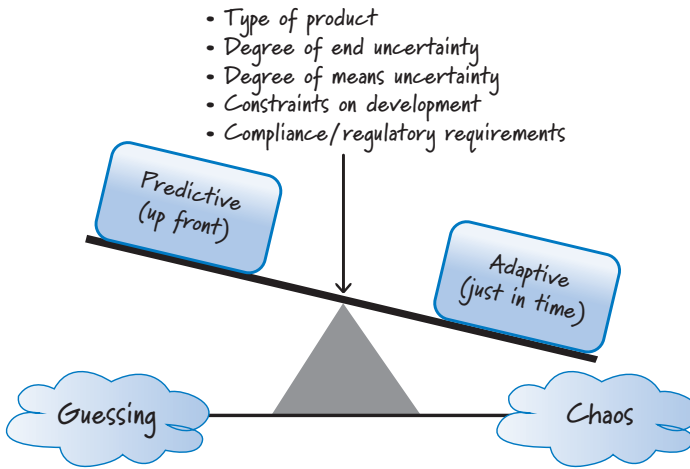 • Type of product
• Degree of end uncertainty
• Degree of means uncertainty
• Constraints on development
• Compliance/regulatory requirements
Predictive
(up front)
Adaptive
(just in time)
Guessing
Chaos